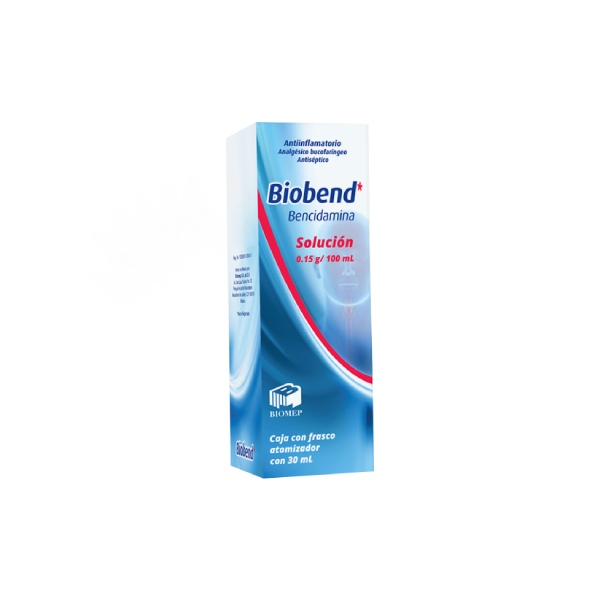 Antiinflamatorio
Analgésico bucofaríngeo
Antiséptico
Biobend*
Bencidamina
Solución
0.15 g/ 100 mL
BIOMEP
Caja con frasco
atomizador
con 30 mL
Biobend*